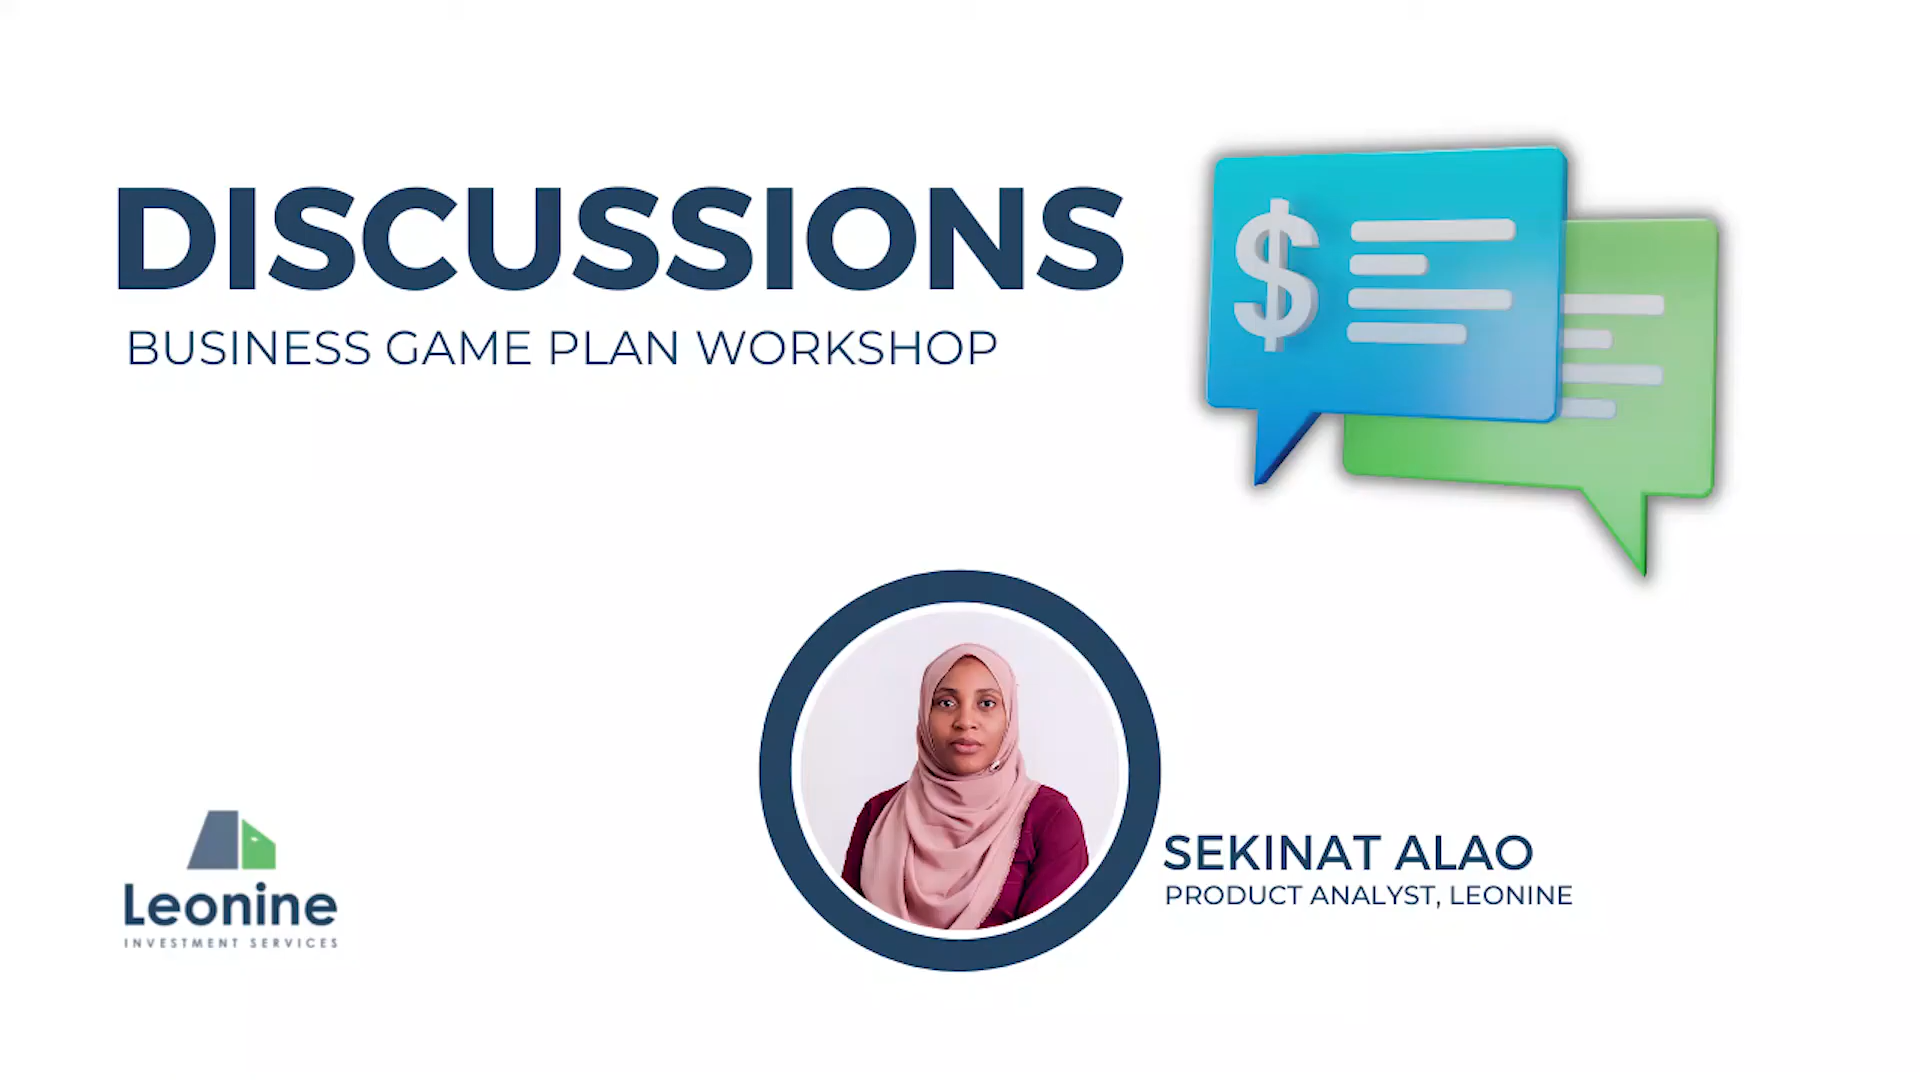 DISCUSSIONS
BUSINESS GAME PLAN WORKSHOP
$
SEKINAT ALAO
PRODUCT ANALYST, LEONINE
Leonine
INVESTMENT SERVICES